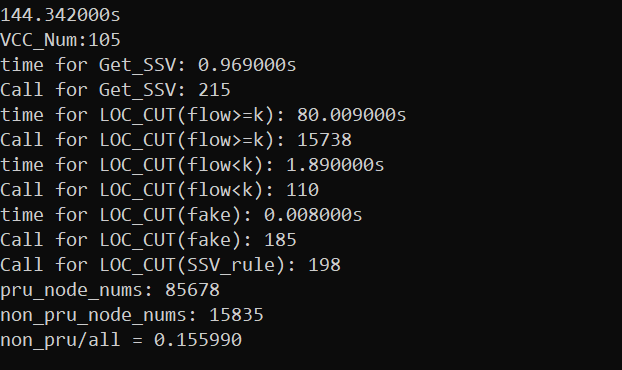 144.342000s
VCC_Num:105
time for Get_SSV: 0.969000s
Call for Get_SSV: 215
time for LOC_CUT(flow>=k): 80.009000s
Call for LOC_CUT(flow>=k): 15738
time for LOC_CUT(flow<k): 1.890000s
Call for LOC_CUT(flow<k): 110
time for LOC_CUT(fake): 0.008000s
Call for LOC_CUT(fake): 185
Call for LOC_CUT(SSV_rule): 198
pru_node_nums: 85678
non_pru_node_nums: 15835
non_pru/all = 0.155990